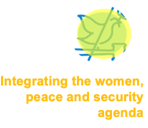 Integrating the women,
peace and security
agenda